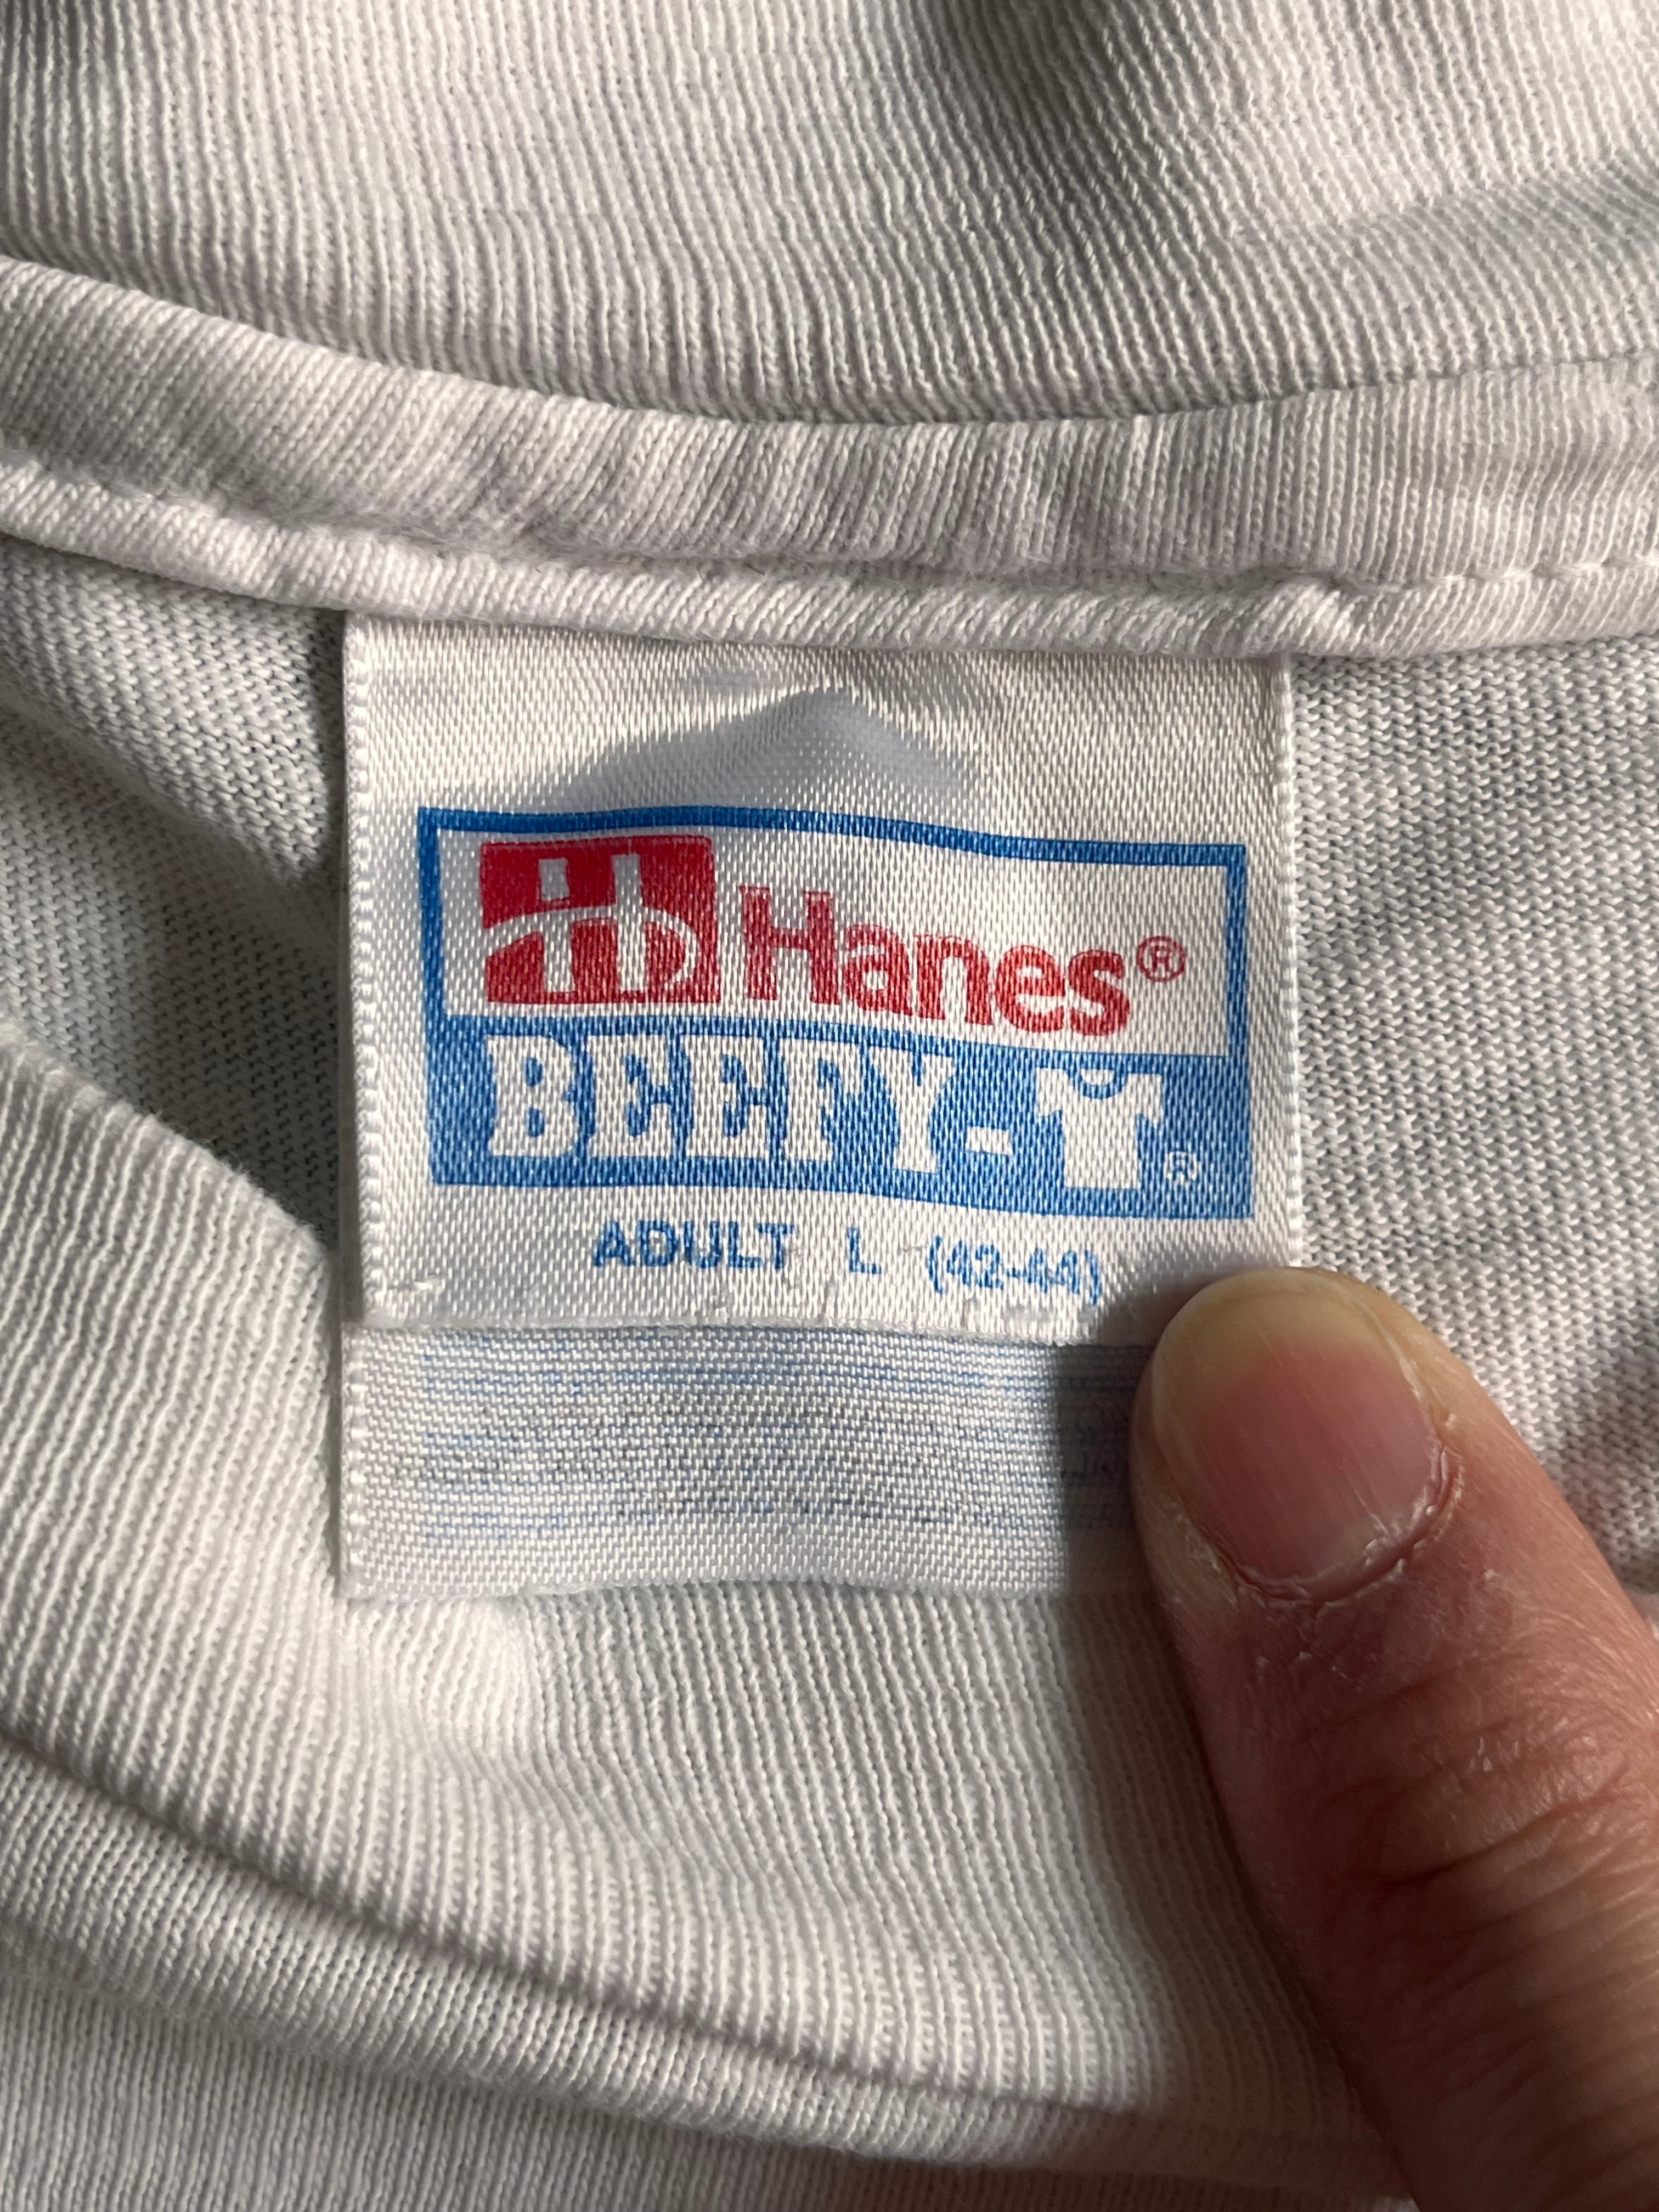 Hanes®
BEEFY-T®
ADULT L (42-44)